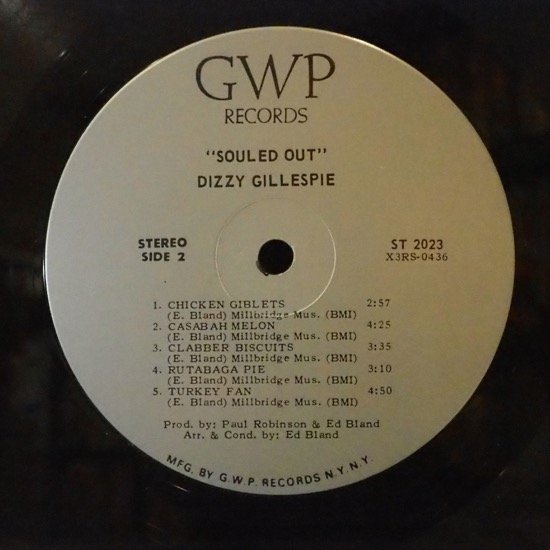 GWP
RECORDS
"SOULED OUT"
DIZZY GILLESPIE
STEREO
SIDE 2
ST 2023
X3RS-0436
1. CHICKEN GIBLETS 2:57
(E. Bland) Millbridge Mus. (BMI)
2. CASABAH MELON 4:25
(E. Bland) Millbridge Mus. (BMI)
3. CLABBER BISCUITS 3:35
(E. Bland) Millbridge Mus. (BMI)
4. RUTABAGA PIE 3:10
(E. Bland) Millbridge Mus. (BMI)
5. TURKEY FAN 4:50
(E. Bland) Millbridge Mus. (BMI)
Prod. by: Paul Robinson & Ed Bland
Arr. & Cond. by: Ed Bland
MFG. BY G.W.P. RECORDS N.Y.N.Y.